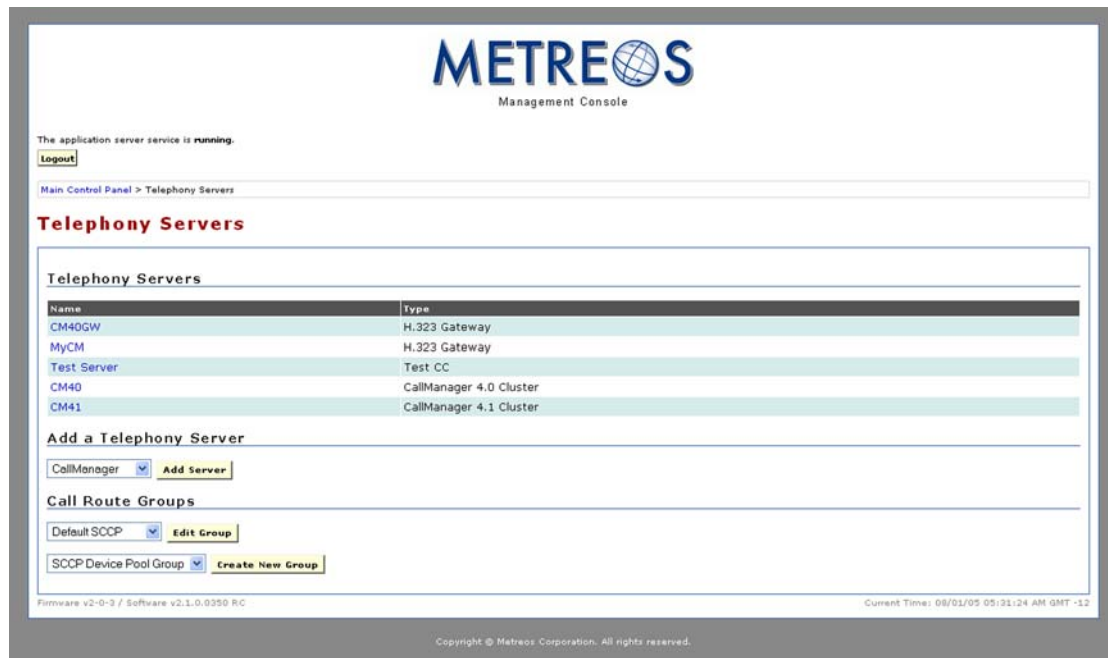 METREOS
Management Console
The application server service is running.
Logout
Main Control Panel > Telephony Servers
Telephony Servers
Telephony Servers
Name Type
CM40GW H.323 Gateway
MyCM H.323 Gateway
Test Server Test CC
CM40 CallManager 4.0 Cluster
CM41 CallManager 4.1 Cluster
Add a Telephony Server
CallManager Add Server
Call Route Groups
Default SCCP Edit Group
SCCP Device Pool Group Create New Group
Firmware v2-0-3 / Software v2.1.0.0350 RC Current Time: 08/01/05 05:31:24 AM GMT -12
Copyright © Metreos Corporation. All rights reserved.